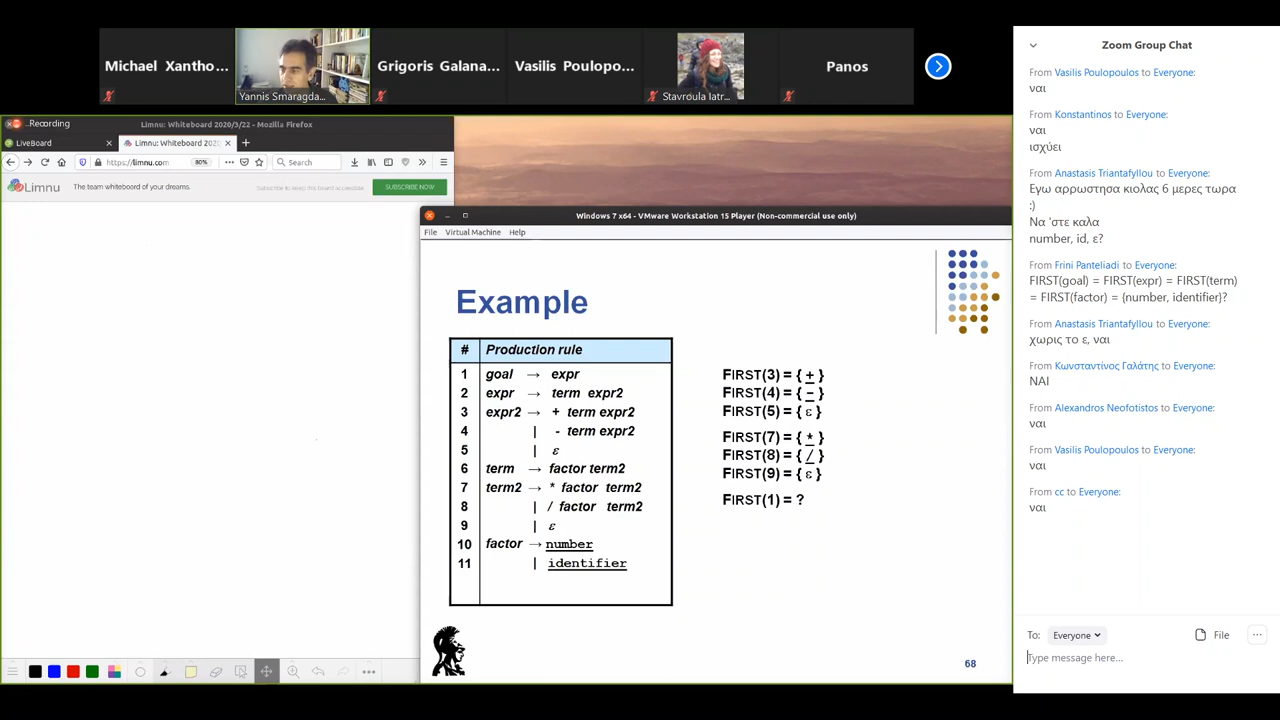 Michael Xantho...
Yannis Smaragda...
Grigoris Galana...
Vasilis Poulopo...
Stavroula Iatr...
Panos
..Recording
Limnu: Whiteboard 2020/3/22 - Mozilla Firefox
LiveBoard
Limnu: Whiteboard 202
https://limnu.com
80%
Search
Limnu
The team whiteboard of your dreams.
Subscribe to keep this board accessible.
SUBSCRIBE NOW
Windows 7 x64 - VMware Workstation 15 Player (Non-commercial use only)
File Virtual Machine Help
Example
# Production rule
1 goal → expr
2 expr → term expr2
3 expr2 → + term expr2
4 | - term expr2
5 | ε
6 term → factor term2
7 term2 → * factor term2
8 | / factor term2
9 | ε
10 factor → number
11 | identifier
FIRST(3) = { + }
FIRST(4) = { - }
FIRST(5) = { ε }
FIRST(7) = { * }
FIRST(8) = { / }
FIRST(9) = { ε }
FIRST(1) = ?
68
Zoom Group Chat
From Vasilis Poulopoulos to Everyone:
ναι
From Konstantinos to Everyone:
ναι
ισχύει
From Anastasis Triantafyllou to Everyone:
Εγω αρρωστησα κιολας 6 μερες τωρα
:)
Να 'στε καλα
number, id, ε?
From Frini Panteliadi to Everyone:
FIRST(goal) = FIRST(expr) = FIRST(term)
= FIRST(factor) = {number, identifier}?
From Anastasis Triantafyllou to Everyone:
χωρις το ε, ναι
From Κωνσταντίνος Γαλάτης to Everyone:
ΝΑΙ
From Alexandros Neofotistos to Everyone:
ναι
From Vasilis Poulopoulos to Everyone:
ναι
From cc to Everyone:
ναι
To: Everyone
File
Type message here...